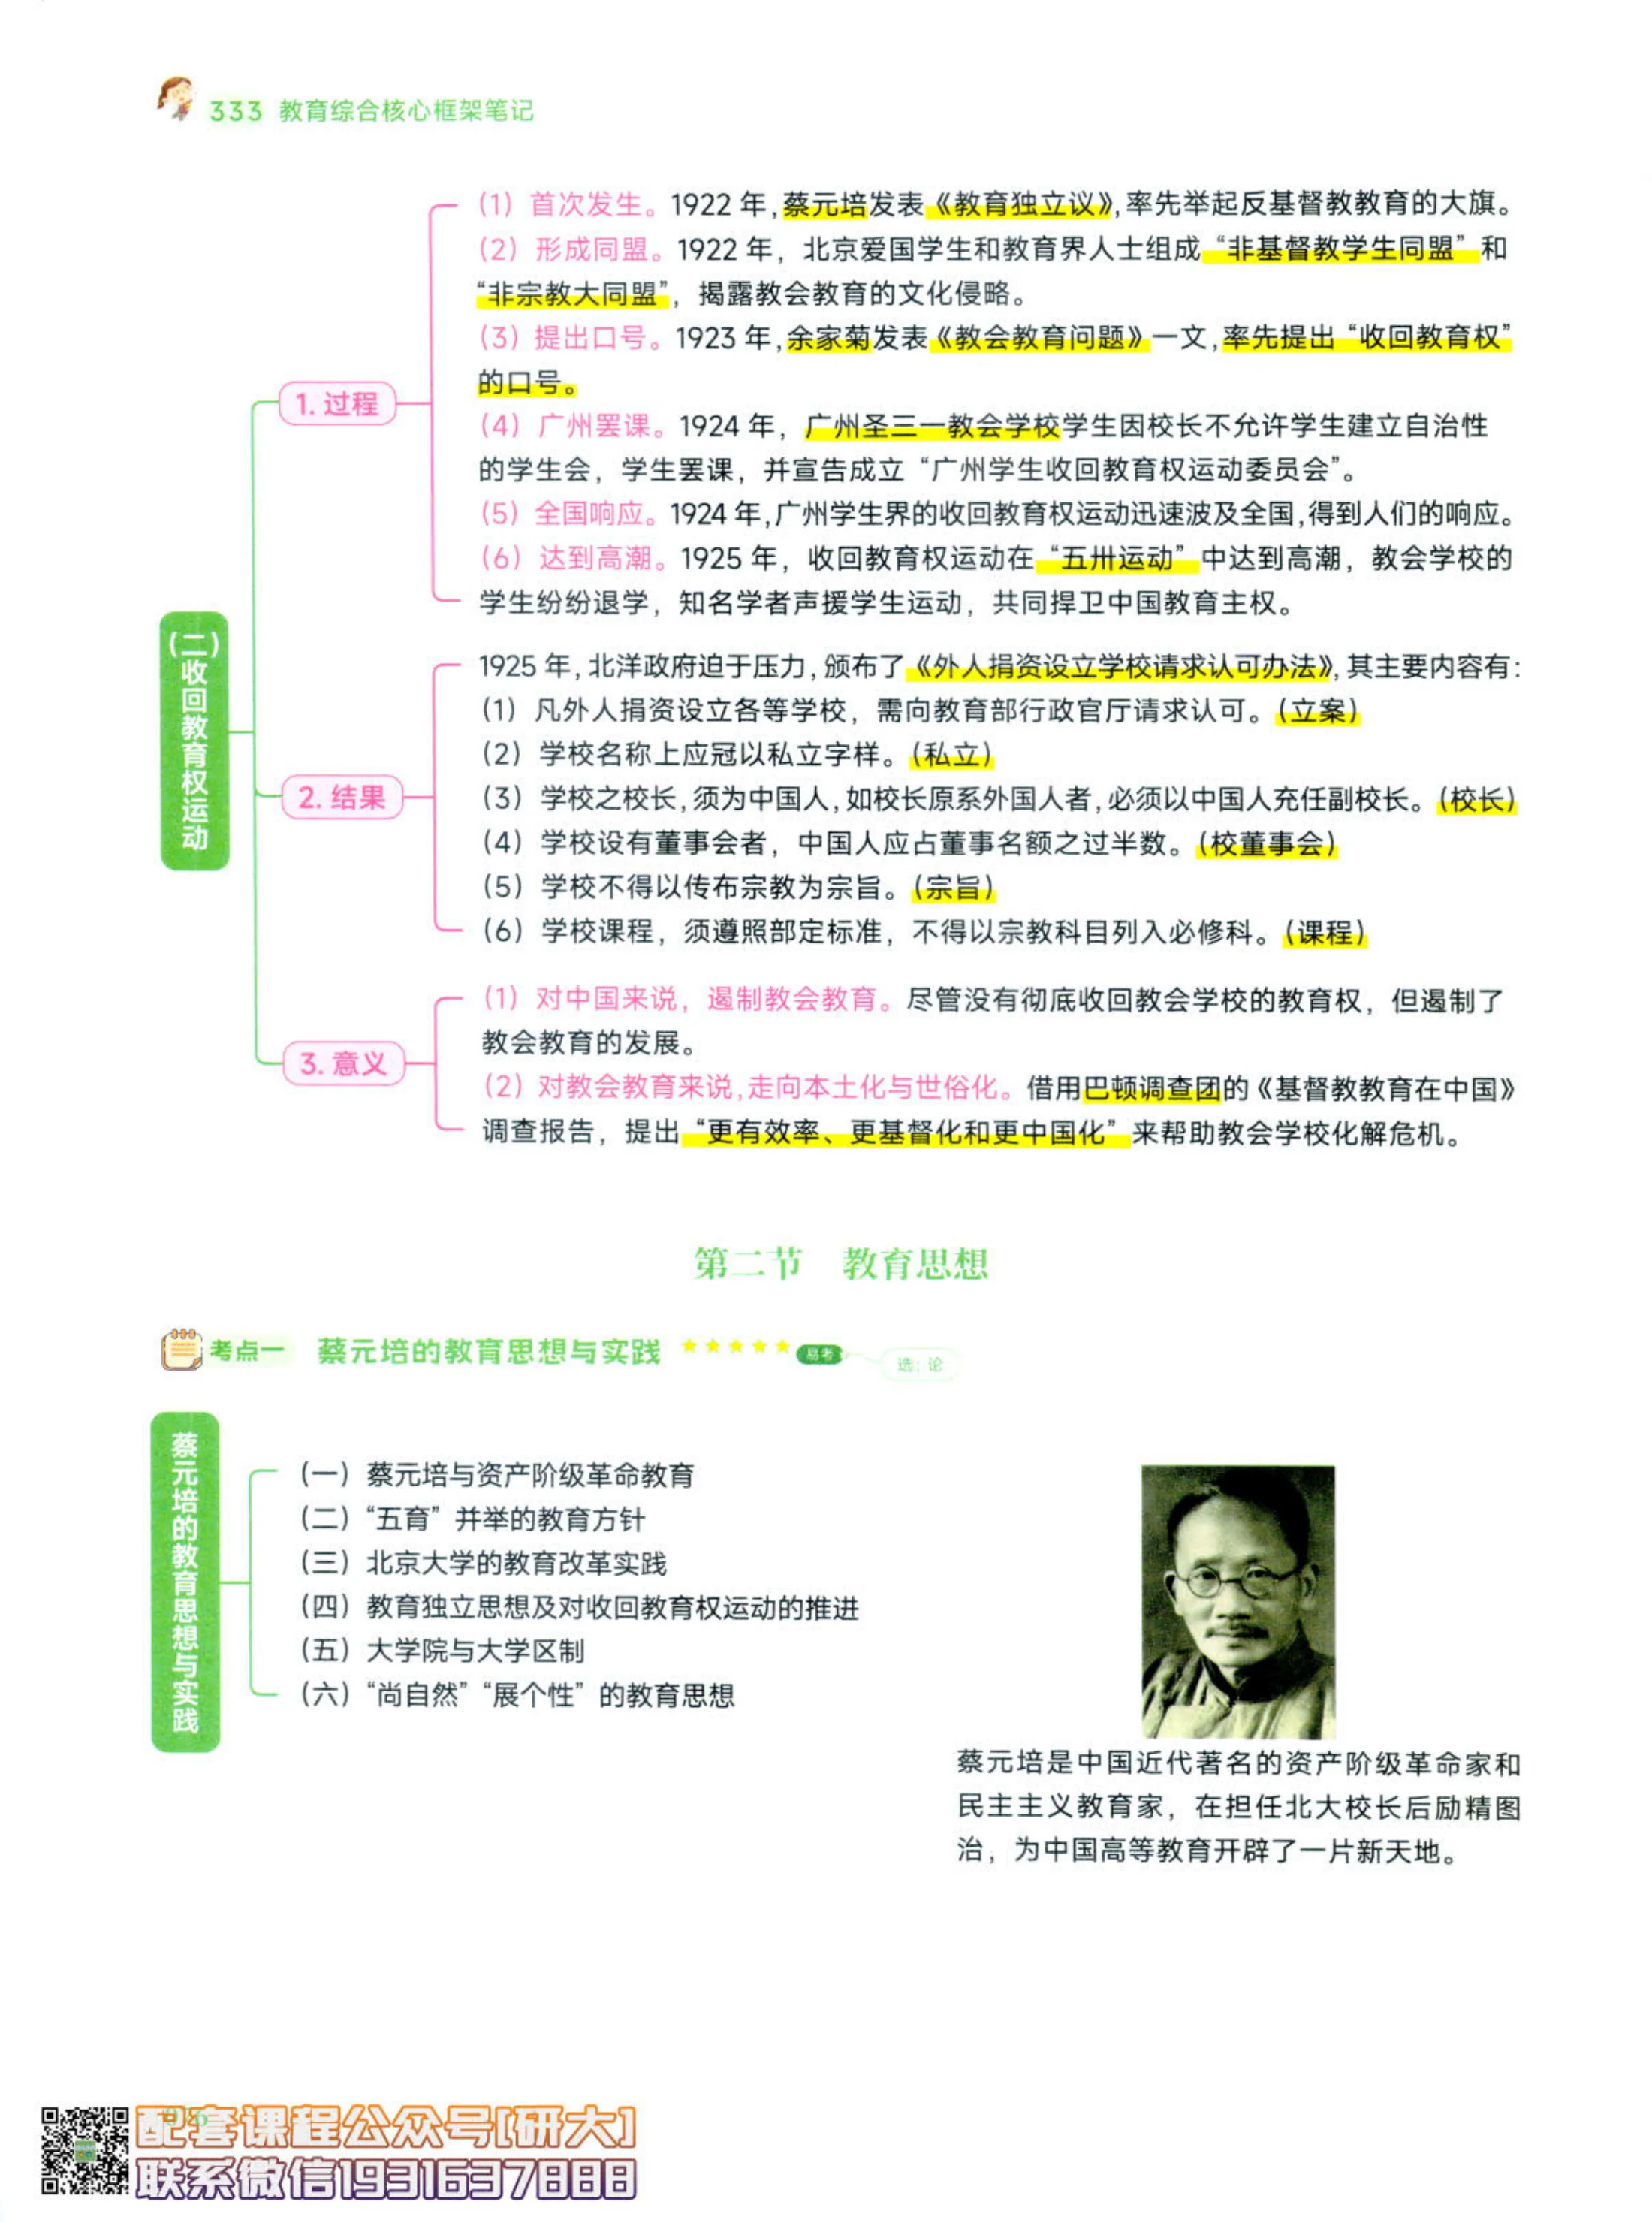 333 教育综合核心框架笔记
(二)收回教育权运动
1. 过程
(1) 首次发生。1922 年,蔡元培发表《教育独立议》,率先举起反基督教教育的大旗。
(2) 形成同盟。1922 年，北京爱国学生和教育界人士组成“非基督教学生同盟”和
“非宗教大同盟”，揭露教会教育的文化侵略。
(3) 提出口号。1923 年,余家菊发表《教会教育问题》一文,率先提出“收回教育权”
的口号。
(4) 广州罢课。1924 年，广州圣三一教会学校学生因校长不允许学生建立自治性
的学生会，学生罢课，并宣告成立“广州学生收回教育权运动委员会”。
(5) 全国响应。1924 年,广州学生界的收回教育权运动迅速波及全国,得到人们的响应。
(6) 达到高潮。1925 年，收回教育权运动在“五卅运动”中达到高潮，教会学校的
学生纷纷退学，知名学者声援学生运动，共同捍卫中国教育主权。
2. 结果
1925 年,北洋政府迫于压力,颁布了《外人捐资设立学校请求认可办法》,其主要内容有:
(1) 凡外人捐资设立各等学校，需向教育部行政官厅请求认可。(立案)
(2) 学校名称上应冠以私立字样。(私立)
(3) 学校之校长,须为中国人,如校长原系外国人者,必须以中国人充任副校长。(校长)
(4) 学校设有董事会者，中国人应占董事名额之过半数。(校董事会)
(5) 学校不得以传布宗教为宗旨。(宗旨)
(6) 学校课程，须遵照部定标准，不得以宗教科目列入必修科。(课程)
3. 意义
(1) 对中国来说，遏制教会教育。尽管没有彻底收回教会学校的教育权，但遏制了
教会教育的发展。
(2) 对教会教育来说,走向本土化与世俗化。借用巴顿调查团的《基督教教育在中国》
调查报告，提出“更有效率、更基督化和更中国化”来帮助教会学校化解危机。
第二节 教育思想
考点一 蔡元培的教育思想与实践 ★★★★★ 易考 选; 论
蔡元培的教育思想与实践
(一) 蔡元培与资产阶级革命教育
(二)“五育”并举的教育方针
(三) 北京大学的教育改革实践
(四) 教育独立思想及对收回教育权运动的推进
(五) 大学院与大学区制
(六)“尚自然”“展个性”的教育思想
蔡元培是中国近代著名的资产阶级革命家和
民主主义教育家，在担任北大校长后励精图
治，为中国高等教育开辟了一片新天地。
配套课程公众号[研大]
联系微信1931637888